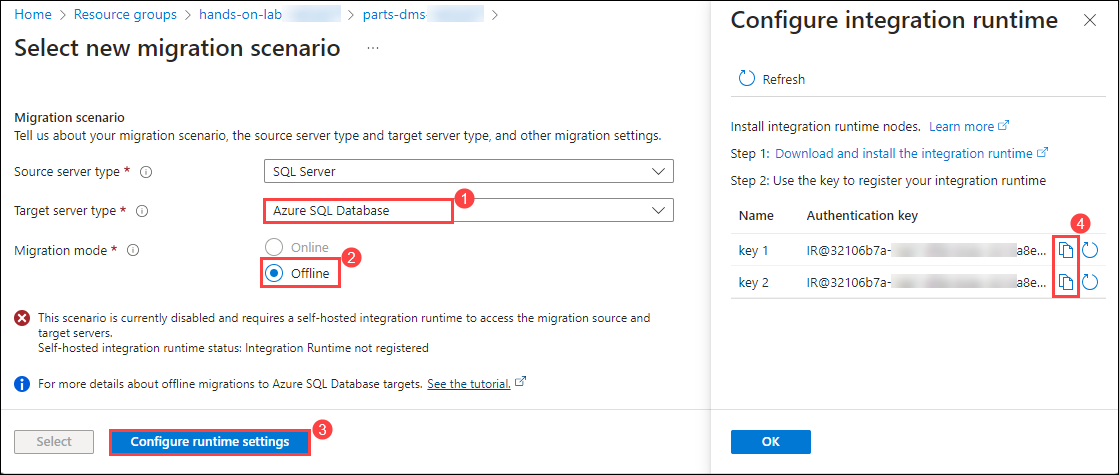 Home > Resource groups > hands-on-lab > parts-dms- >
Select new migration scenario
...
Migration scenario
Tell us about your migration scenario, the source server type and target server type, and other migration settings.
Source server type *
SQL Server
1
Target server type *
Azure SQL Database
Migration mode *
Online
2
Offline
This scenario is currently disabled and requires a self-hosted integration runtime to access the migration source and
target servers.
Self-hosted integration runtime status: Integration Runtime not registered
For more details about offline migrations to Azure SQL Database targets. See the tutorial.
3
Select
Configure runtime settings
Configure integration runtime
Refresh
Install integration runtime nodes. Learn more
Step 1: Download and install the integration runtime
Step 2: Use the key to register your integration runtime
Name Authentication key
4
key 1 IR@32106b7a- a8e...
key 2 IR@32106b7a- a8e...
OK